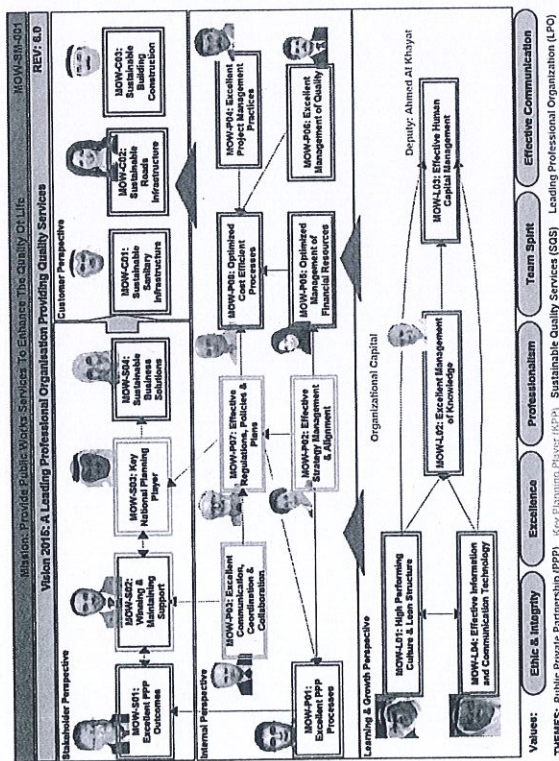 MOW-SM-001
Mission: Provide Public Works Services To Enhance The Quality Of Life
REV: 6.0
Vision 2015: A Leading Professional Organisation Providing Quality Services
Stakeholder Perspective
MOW-S01: Excellent PPP
Outcomes
MOW-S02: Winning &
Maintaining
Support
MOW-S03: Key
National Planning
Player
MOW-S04:
Sustainable
Business
Solutions
Customer Perspective
MOW-C01:
Sustainable
Sanitary
Infrastructure
MOW-C02:
Sustainable
Roads
Infrastructure
MOW-C03:
Sustainable
Building
Construction
Internal Perspective
MOW-P01:
Excellent PPP
Processes
MOW-P03: Excellent
Communication,
Coordination &
Collaboration
MOW-P07: Effective
Regulations, Policies &
Plans
MOW-P02: Effective
Strategy Management
& Alignment
MOW-P08: Optimized
Cost Efficient
Processes
MOW-P05: Optimized
Management of
Financial Resources
MOW-P04: Excellent
Project Management
Practices
MOW-P06: Excellent
Management of Quality
Learning & Growth Perspective
Organizational Capital
MOW-L01: High Performing
Culture & Lean Structure
MOW-L04: Effective Information
and Communication Technology
MOW-L02: Excellent Management
of Knowledge
MOW-L03: Effective Human
Capital Management
Deputy: Ahmed Al Khayat
Values:
Ethic & Integrity
Excellence
Professionalism
Team Spirit
Effective Communication
THEMES: Public Private Partnership (PPP) Key Planning Player (KPP) Sustainable Quality Services (SQS) Leading Professional Organization (LPO)